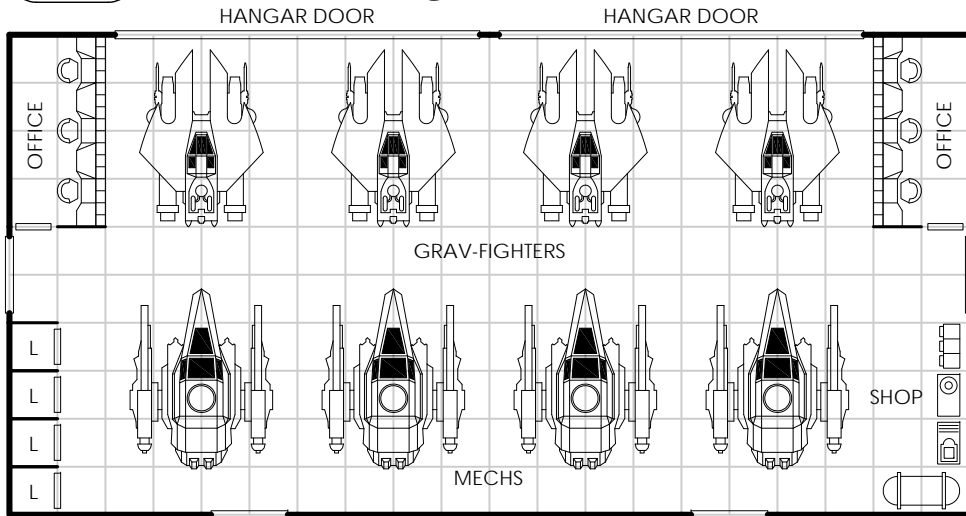 HANGAR DOOR HANGAR DOOR
OFFICE OFFICE
GRAV-FIGHTERS
L
L
SHOP
L
MECHS
L